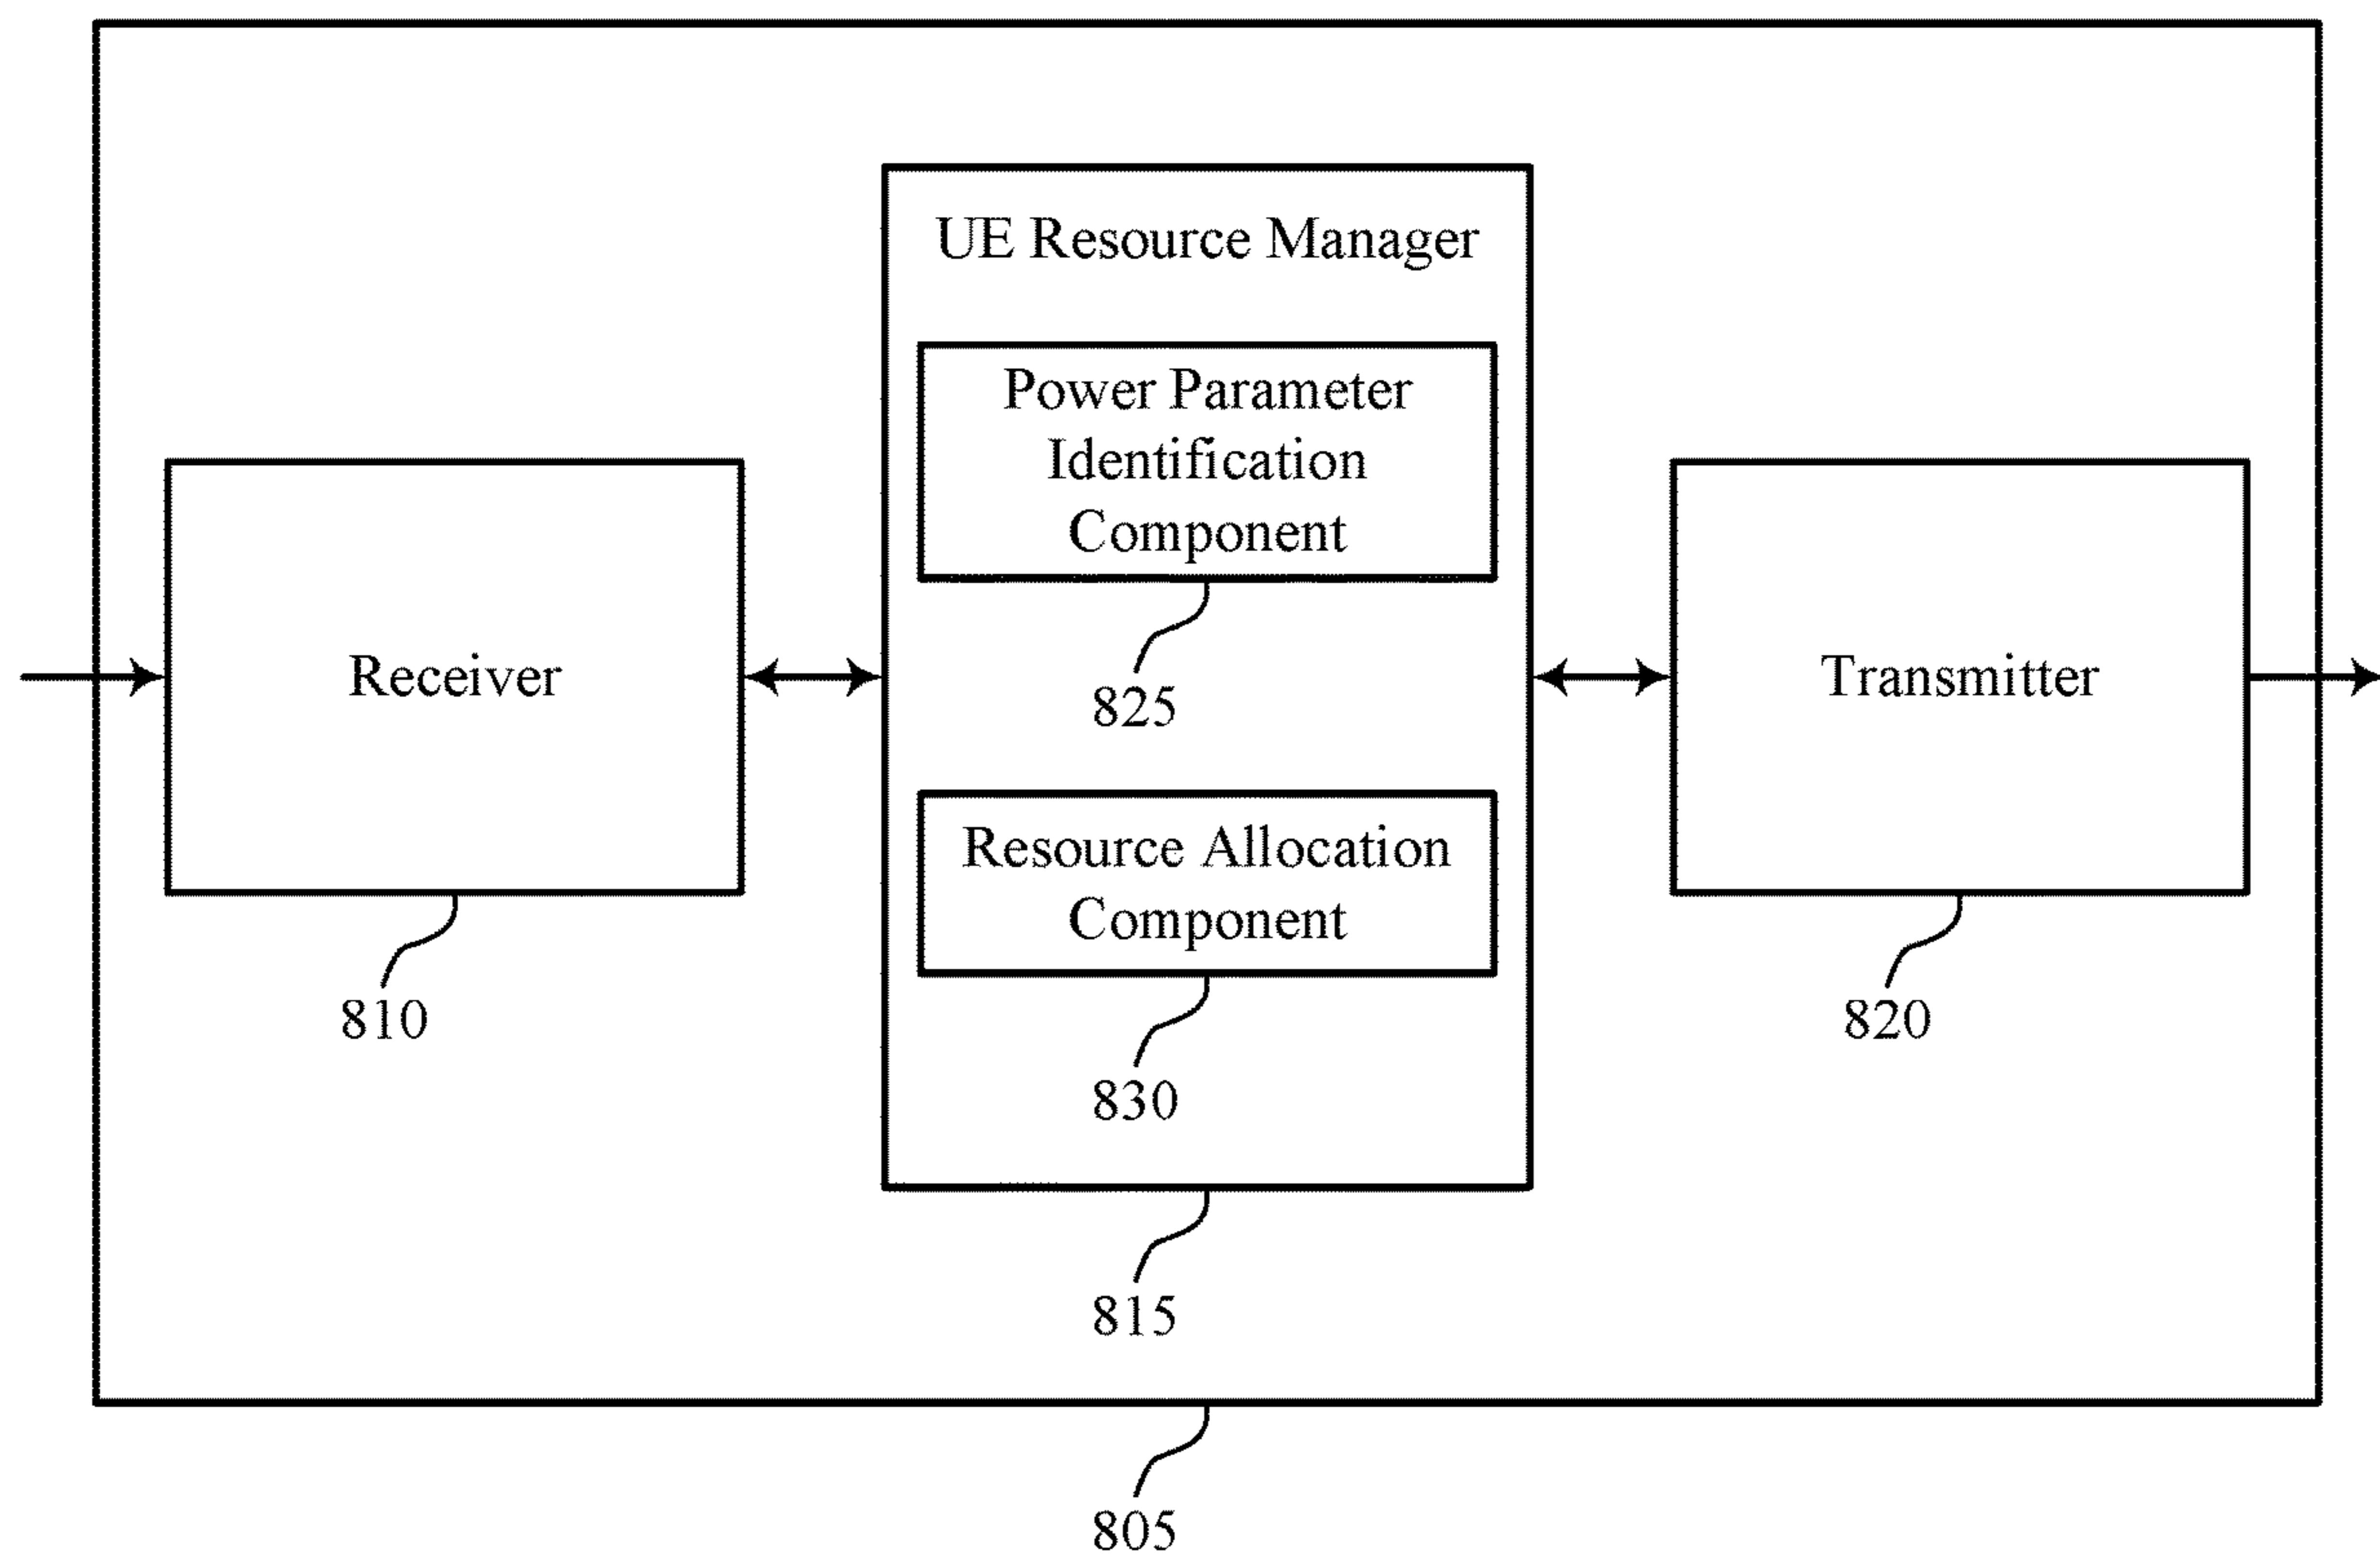 UE Resource Manager
Power Parameter
Identification
Component
825
Receiver
810
Resource Allocation
Component
830
Transmitter
820
815
805